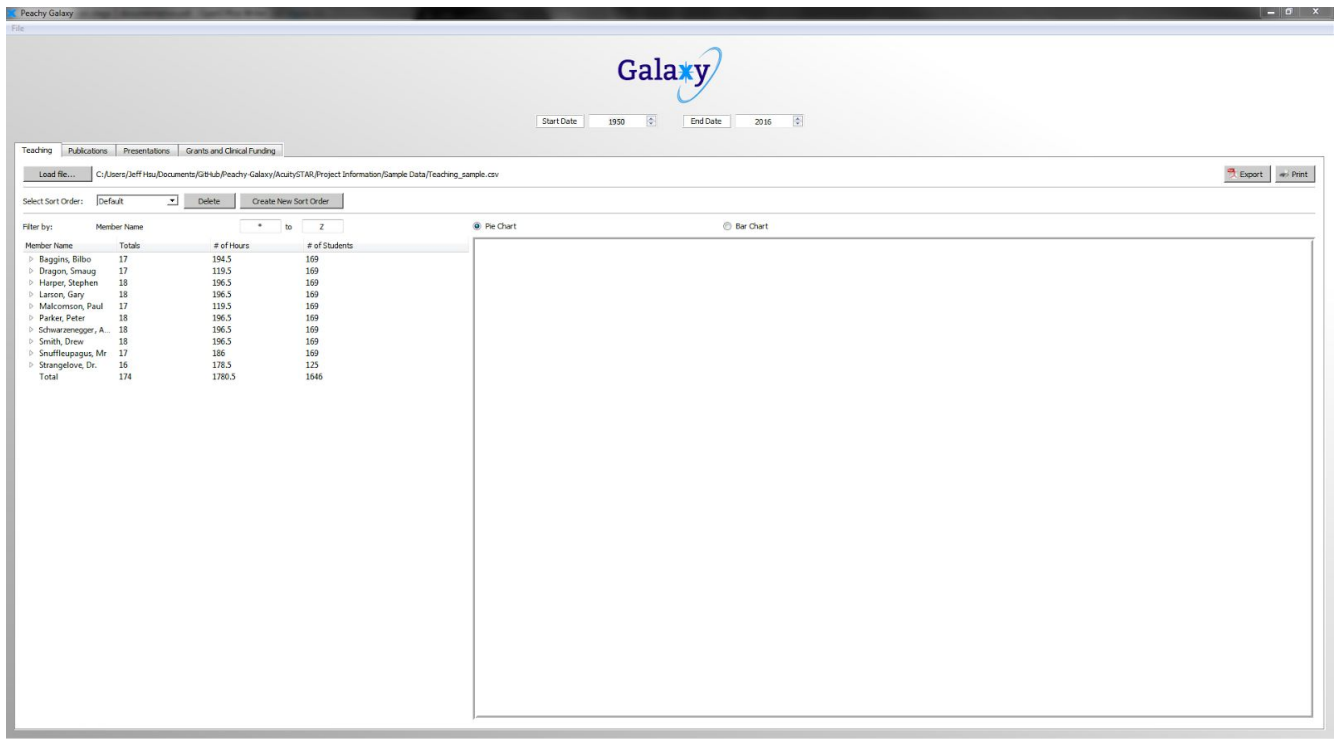 Peachy Galaxy
File
Galaxy
Start Date 1950 End Date 2016
Teaching Publications Presentations Grants and Clinical Funding
Load file... C:/Users/Jeff Hsu/Documents/GitHub/Peachy-Galaxy/AcuitySTAR/Project Information/Sample Data/Teaching_sample.csv Export Print
Select Sort Order: Default Delete Create New Sort Order
Filter by: Member Name * to Z Pie Chart Bar Chart
Member Name Totals # of Hours # of Students
Baggins, Bilbo 17 194.5 169
Dragon, Smaug 17 119.5 169
Harper, Stephen 18 196.5 169
Larson, Gary 18 196.5 169
Malcomson, Paul 17 119.5 169
Parker, Peter 18 196.5 169
Schwarzenegger, A... 18 196.5 169
Smith, Drew 18 196.5 169
Snuffleupagus, Mr 17 186 169
Strangelove, Dr. 16 178.5 125
Total 174 1780.5 1646